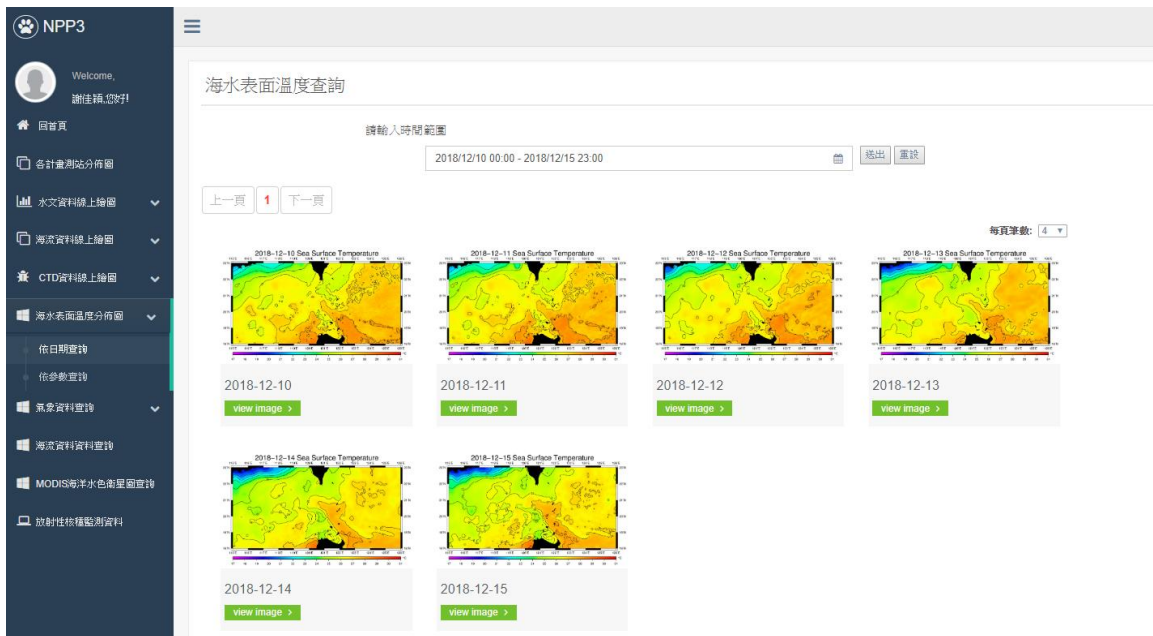 NPP3
Welcome,
謝佳穎,您好!
回首頁
各計畫測站分佈圖
水文資料線上繪圖
海流資料線上繪圖
CTD資料線上繪圖
海水表面溫度分佈圖
依日期查詢
依參數查詢
氣象資料查詢
海流資料資料查詢
MODIS海洋水色衛星圖查詢
放射性核種監測資料
海水表面溫度查詢
請輸入時間範圍
2018/12/10 00:00 - 2018/12/15 23:00
送出 重設
上一頁 1 下一頁
每頁筆數: 4
2018-12-10 Sea Surface Temperature
2018-12-10
view image >
2018-12-11 Sea Surface Temperature
2018-12-11
view image >
2018-12-12 Sea Surface Temperature
2018-12-12
view image >
2018-12-13 Sea Surface Temperature
2018-12-13
view image >
2018-12-14 Sea Surface Temperature
2018-12-14
view image >
2018-12-15 Sea Surface Temperature
2018-12-15
view image >